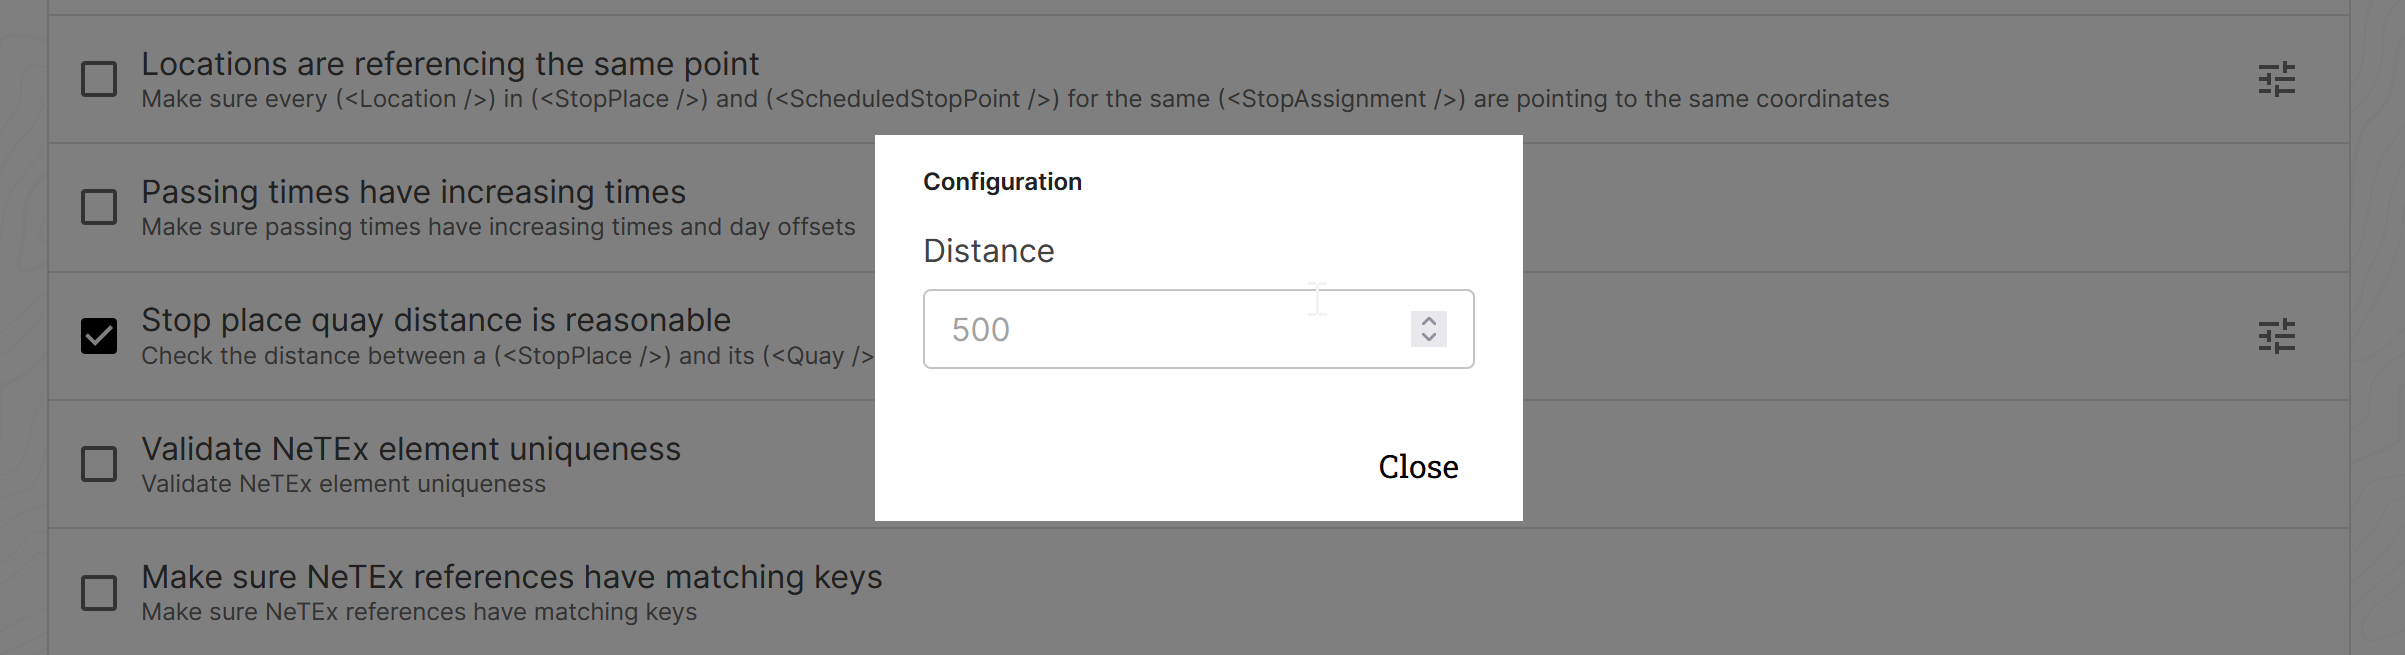 Locations are referencing the same point
Make sure every (<Location />) in (<StopPlace />) and (<ScheduledStopPoint />) for the same (<StopAssignment />) are pointing to the same coordinates
Passing times have increasing times
Make sure passing times have increasing times and day offsets
Stop place quay distance is reasonable
Check the distance between a (<StopPlace />) and its (<Quay />
Configuration
Distance
500
Close
Validate NeTEx element uniqueness
Validate NeTEx element uniqueness
Make sure NeTEx references have matching keys
Make sure NeTEx references have matching keys